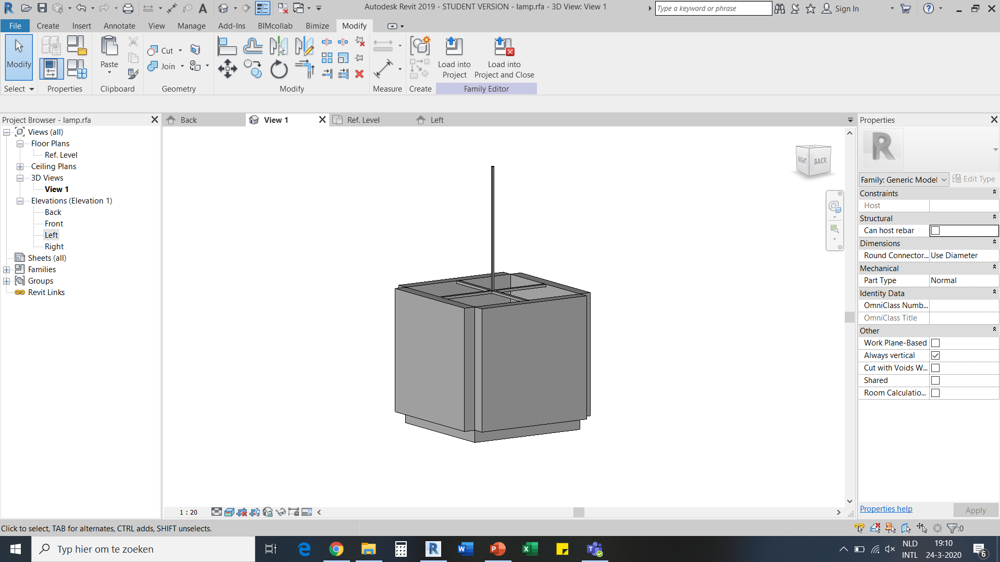 Autodesk Revit 2019 - STUDENT VERSION - lamp.rfa - 3D View: View 1
Type a keyword or phrase
Sign In
File Create Insert Annotate View Manage Add-Ins BIMcollab Bimize Modify
Modify
Paste
Cut
Join
Load into Project
Load into Project and Close
Select Properties Clipboard Geometry Modify Measure Create Family Editor
Project Browser - lamp.rfa
Views (all)
Floor Plans
Ref. Level
Ceiling Plans
3D Views
View 1
Elevations (Elevation 1)
Back
Front
Left
Right
Sheets (all)
Families
Groups
Revit Links
Back
View 1
Ref. Level
Left
RIGHT
BACK
Properties
R
Family: Generic Model
Edit Type
Constraints
Host
Structural
Can host rebar
Dimensions
Round Connector... Use Diameter
Mechanical
Part Type Normal
Identity Data
OmniClass Numb...
OmniClass Title
Other
Work Plane-Based
Always vertical
Cut with Voids W...
Shared
Room Calculatio...
Properties help
Apply
1 : 20
Click to select, TAB for alternates, CTRL adds, SHIFT unselects.
:0
Typ hier om te zoeken
NLD
INTL
19:10
24-3-2020
6